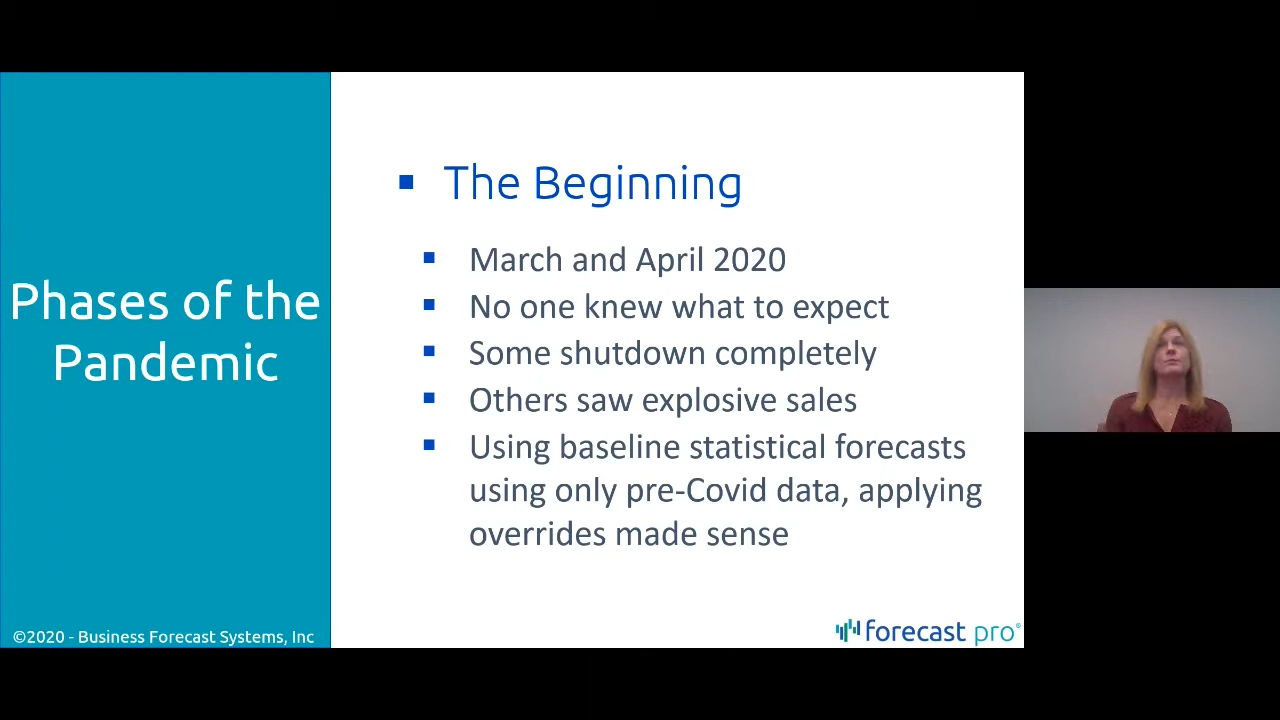 Phases of the
Pandemic
The Beginning
March and April 2020
No one knew what to expect
Some shutdown completely
Others saw explosive sales
Using baseline statistical forecasts
using only pre-Covid data, applying
overrides made sense
©2020 - Business Forecast Systems, Inc
forecast pro®